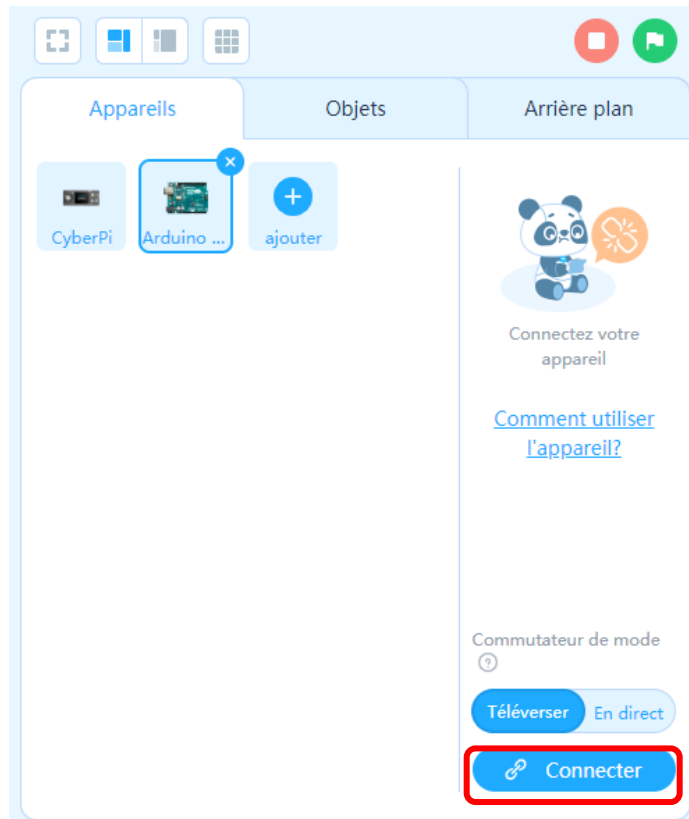 Appareils
Objets
Arrière plan
CyberPi
Arduino ...
ajouter
Connectez votre
appareil
Comment utiliser
l'appareil?
Commutateur de mode
?
Téléverser
En direct
Connecter